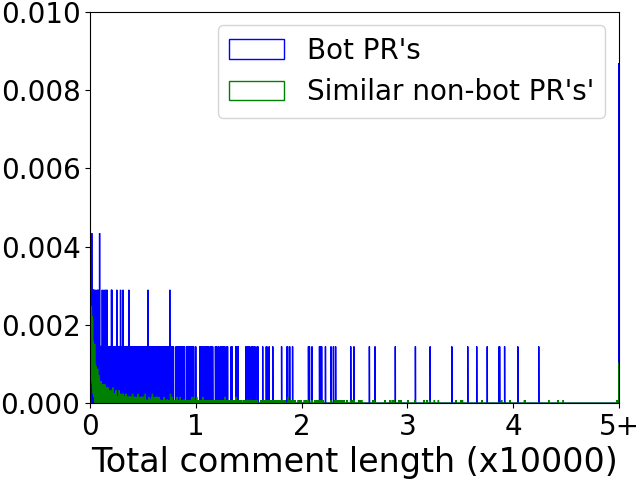 0.010
0.008
0.006
0.004
0.002
0.000
Bot PR's
Similar non-bot PR's'
0 1 2 3 4 5+
Total comment length (x10000)